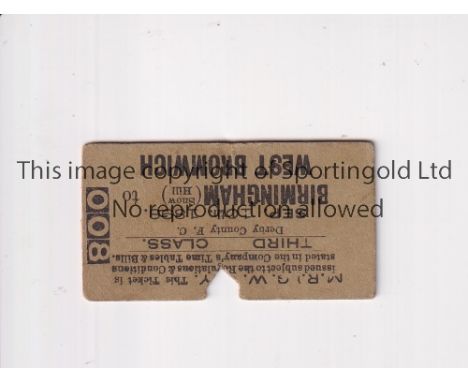 M.R./G.W. Y. This Ticket is
issued subject to the Regulations & Conditions
stated in the Company's Time Tables & Bills.
THIRD CLASS.
Derby County F. C.
BIRMINGHAM
(Snow Hill) to
WEST BROMWICH
008
This image copyright of Sportingold Ltd
No reproduction allowed